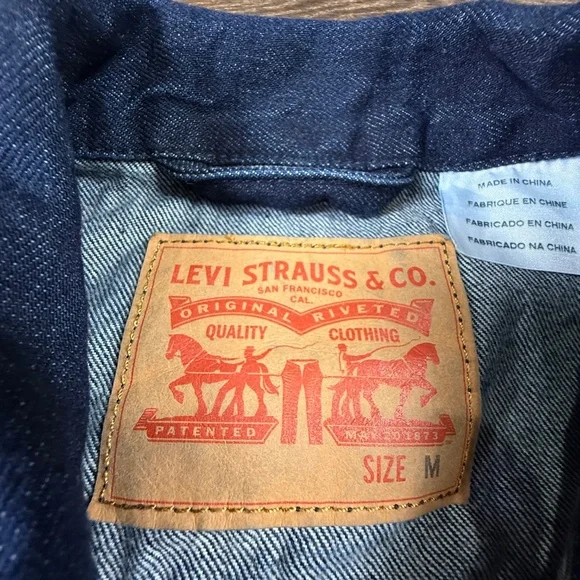 MADE IN CHINA
FABRIQUE EN CHINE
FABRICADO EN CHINA
FABRICADO NA CHINA
LEVI STRAUSS & CO.
SAN FRANCISCO
CAL.
ORIGINAL RIVETED
QUALITY CLOTHING
PATENTED MAY 20 1873
SIZE M